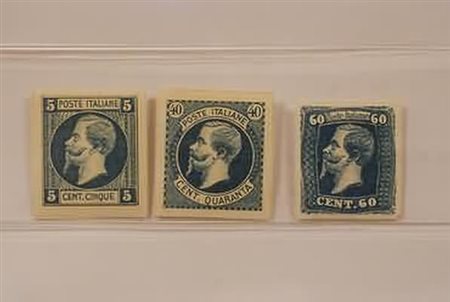 5 POSTE ITALIANE 5
5 CENT. CINQUE 5
40 POSTE ITALIANE 40
CENT. QUARANTA
60 60
CENT. 60